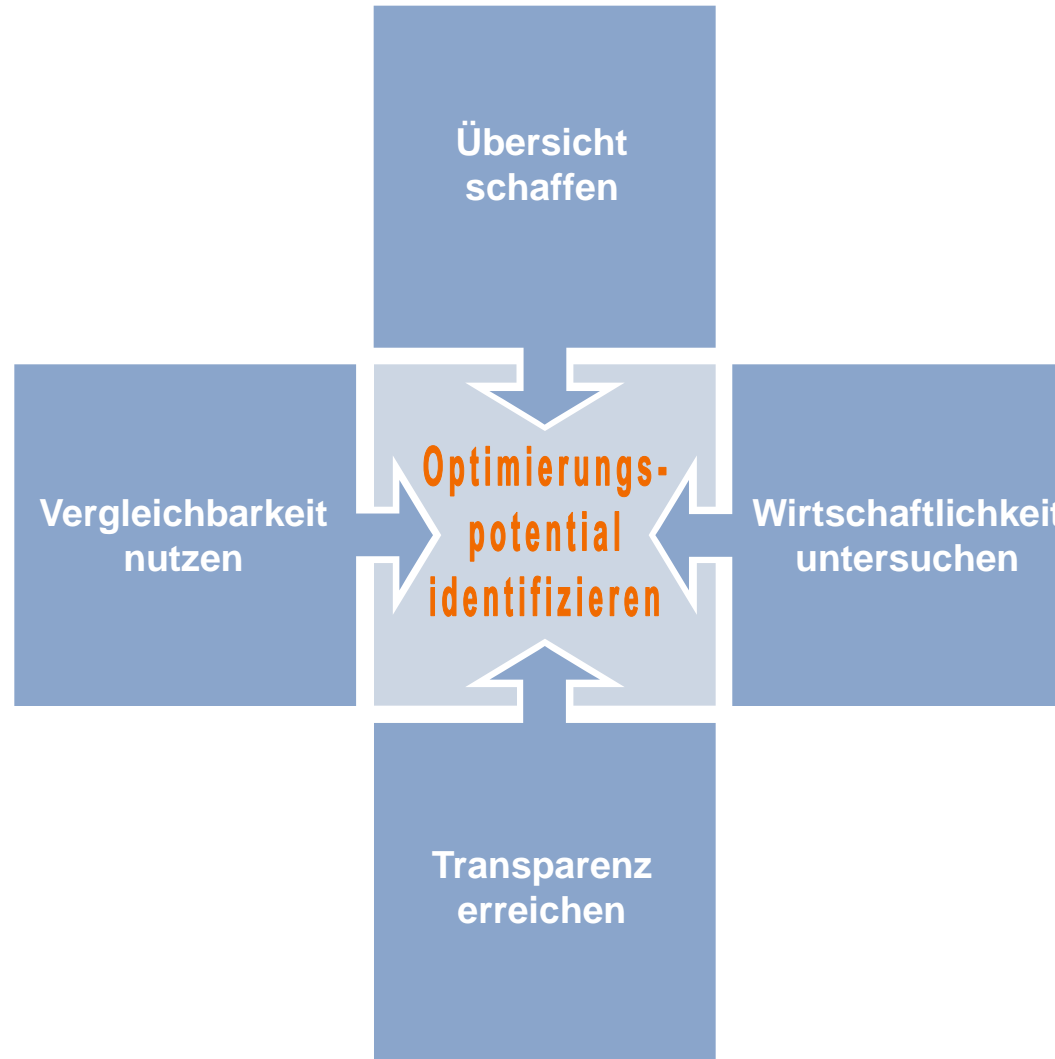 Übersicht
schaffen
Vergleichbarkeit
nutzen
Optimierungs-
potential
identifizieren
Wirtschaftlichkeit
untersuchen
Transparenz
erreichen